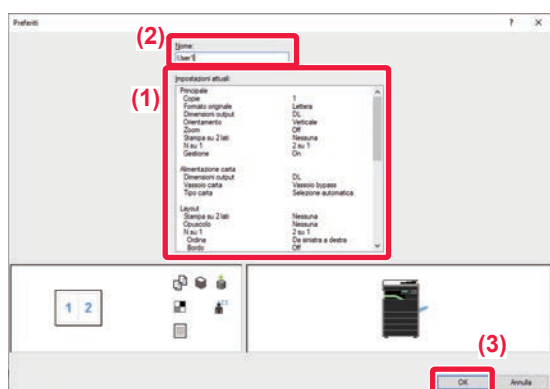 Preferiti ? ×
(2)
Nome:
User1
(1)
Impostazioni attuali:
Principale
Copie 1
Formato originale Lettera
Dimensioni output DL
Orientamento Verticale
Zoom Off
Stampa su 2 lati Nessuna
N su 1 2 su 1
Gestione On
Alimentazione carta
Dimensioni output DL
Vassoio carta Vassoio bypass
Tipo carta Selezione automatica
Layout
Stampa su 2 lati Nessuna
Opuscolo Nessuna
N su 1 2 su 1
Ordine Da sinistra a destra
Bordo Off
1 2
123
(3)
OK Annulla